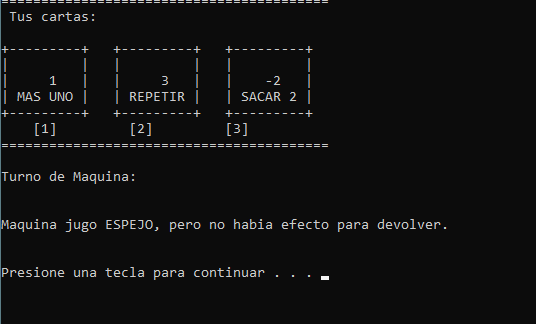 =========================================
Tus cartas:
+---------+   +---------+   +---------+
|         |   |         |   |         |
|     1   |   |     3   |   |    -2   |
| MAS UNO |   | REPETIR |   | SACAR 2 |
+---------+   +---------+   +---------+
[1]         [2]         [3]
=========================================
Turno de Maquina:
Maquina jugo ESPEJO, pero no habia efecto para devolver.
Presione una tecla para continuar . . .